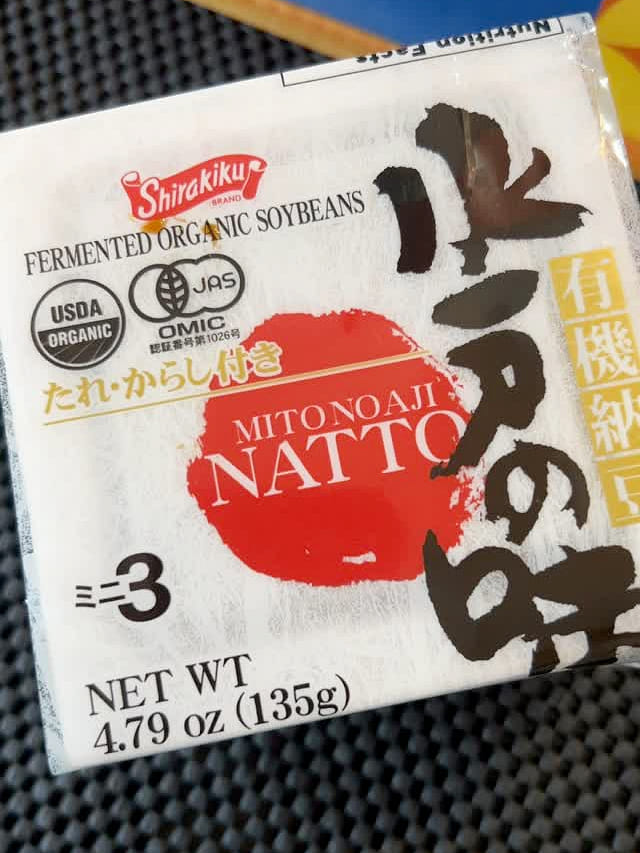 Nutrition Facts
Shirakiku
BRAND
FERMENTED ORGANIC SOYBEANS
USDA
ORGANIC
JAS
OMIC
認証番号第1026号
たれ・からし付き
MITO NO AJI
NATTO
水戸の味
有機納豆
ミニ3
NET WT
4.79 oz (135g)